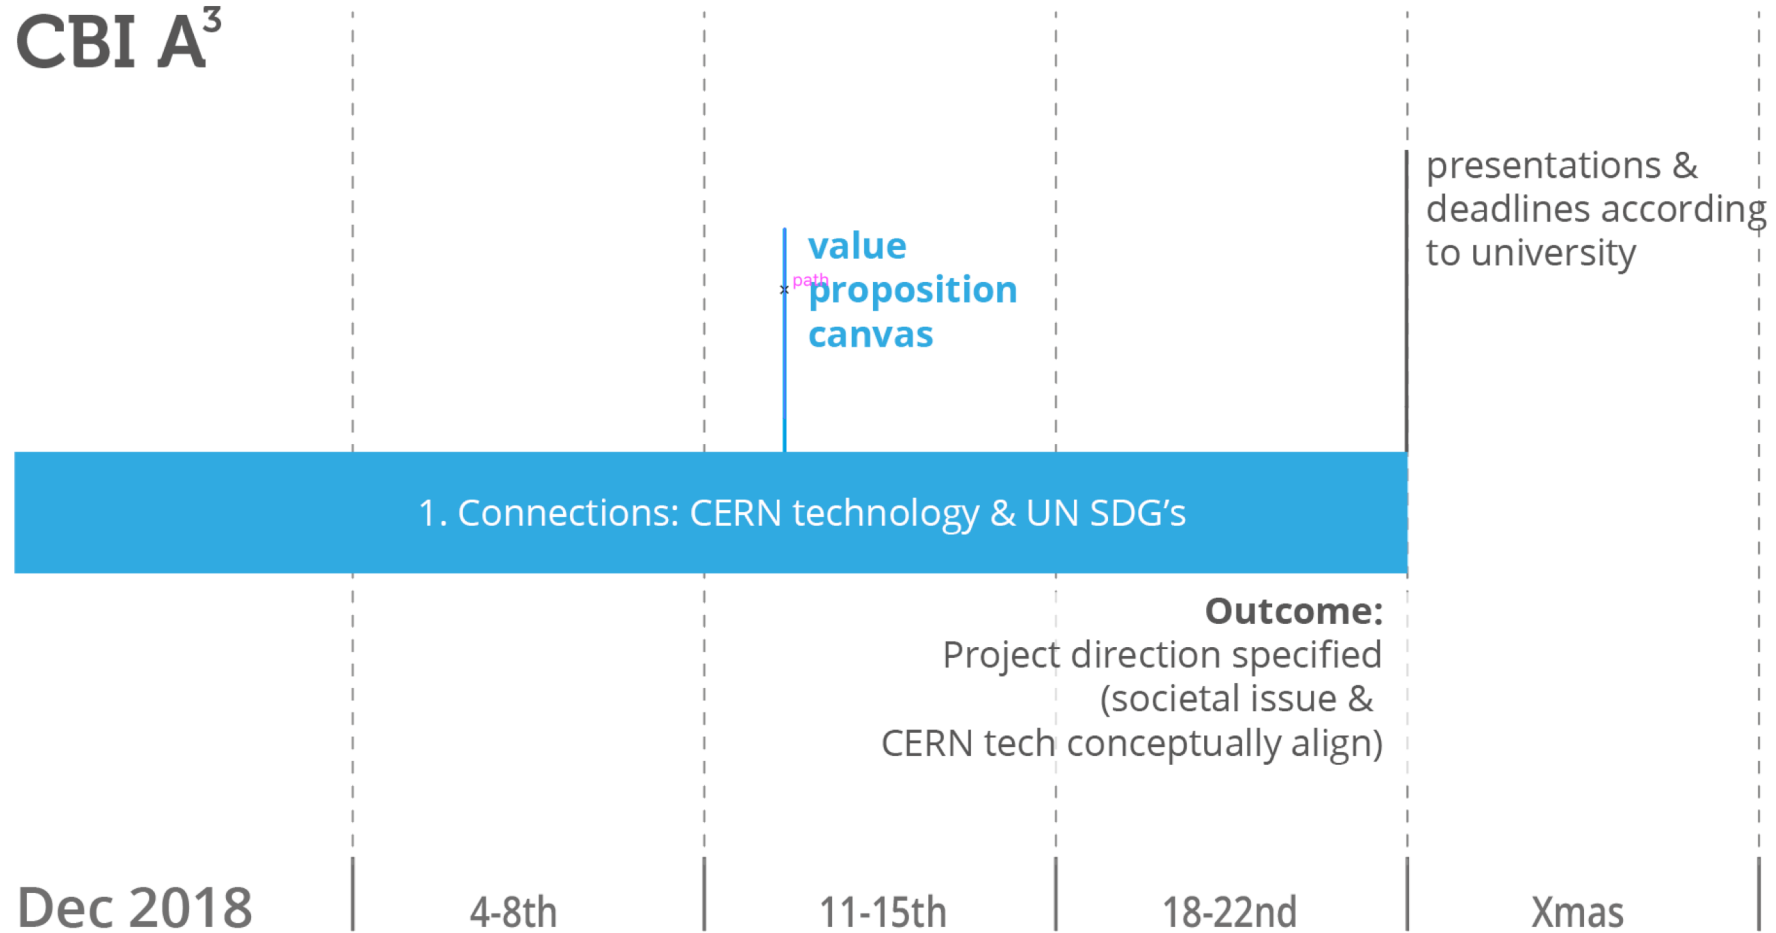 CBI A³
presentations &
deadlines according
to university
value
path
proposition
canvas
1. Connections: CERN technology & UN SDG’s
Outcome:
Project direction specified
(societal issue &
CERN tech conceptually align)
Dec 2018
4-8th
11-15th
18-22nd
Xmas